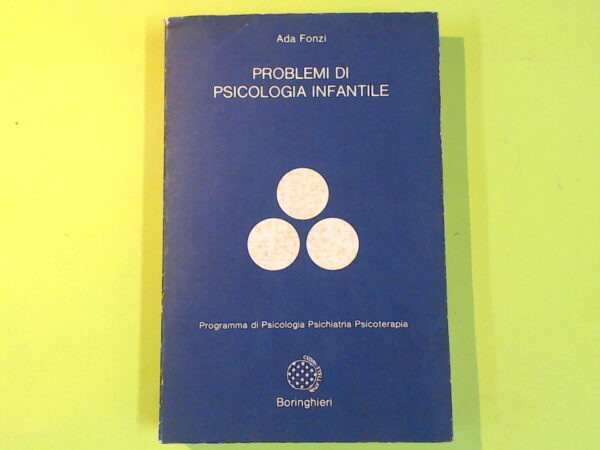 Ada Fonzi
PROBLEMI DI
PSICOLOGIA INFANTILE
Programma di Psicologia Psichiatria Psicoterapia
Boringhieri